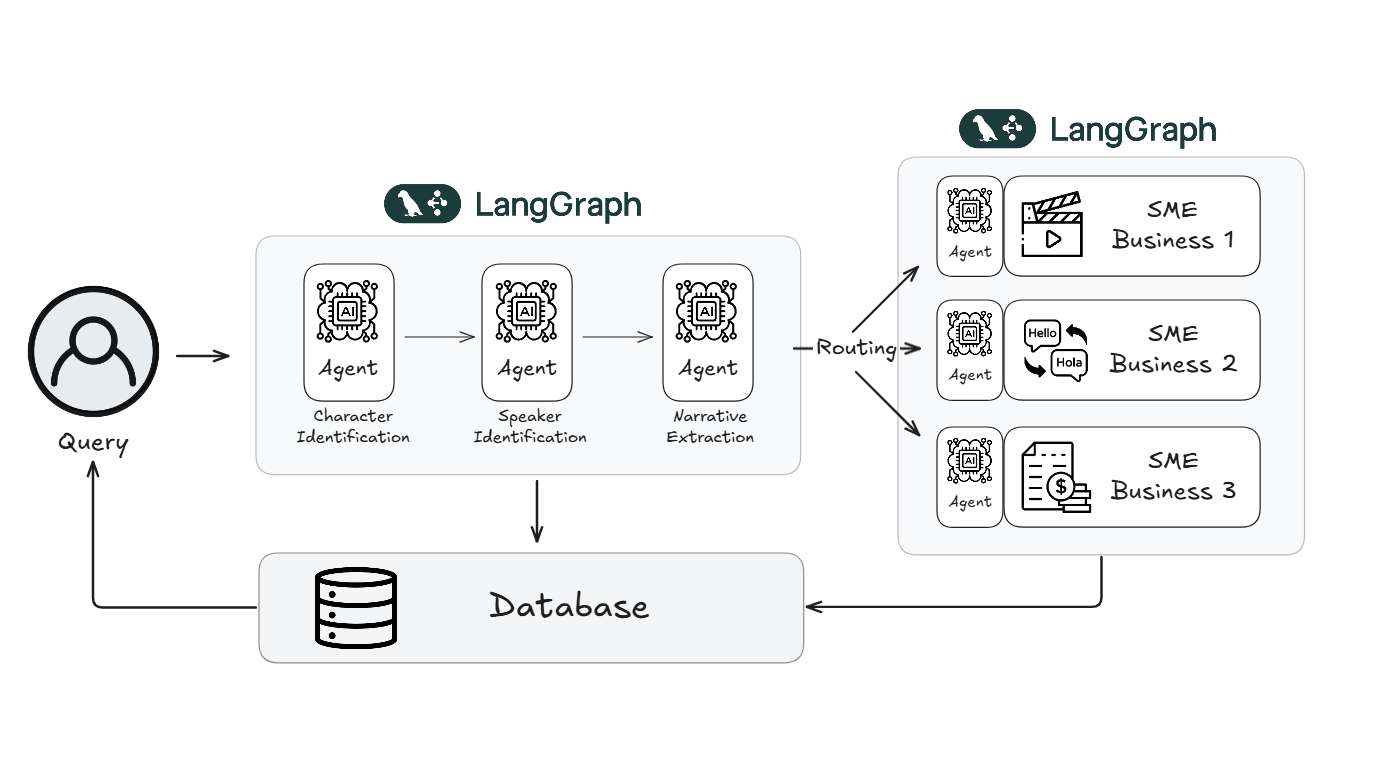 LangGraph
AI
Agent
SME
Business 1
LangGraph
AI
Agent
Character
Identification
AI
Agent
Speaker
Identification
AI
Agent
Narrative
Extraction
Query
Routing
AI
Agent
Hello
Hola
SME
Business 2
AI
Agent
$
SME
Business 3
Database